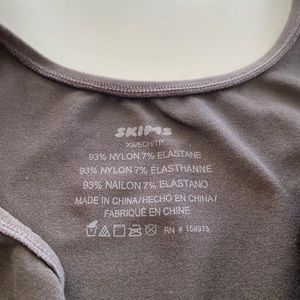 SKIMS
XS/ECH/TP
93% NYLON 7% ELASTANE
93% NYLON 7% ÉLASTHANNE
93% NAILON 7% ELASTANO
MADE IN CHINA/HECHO EN CHINA/
FABRIQUÉ EN CHINE
RN # 158973